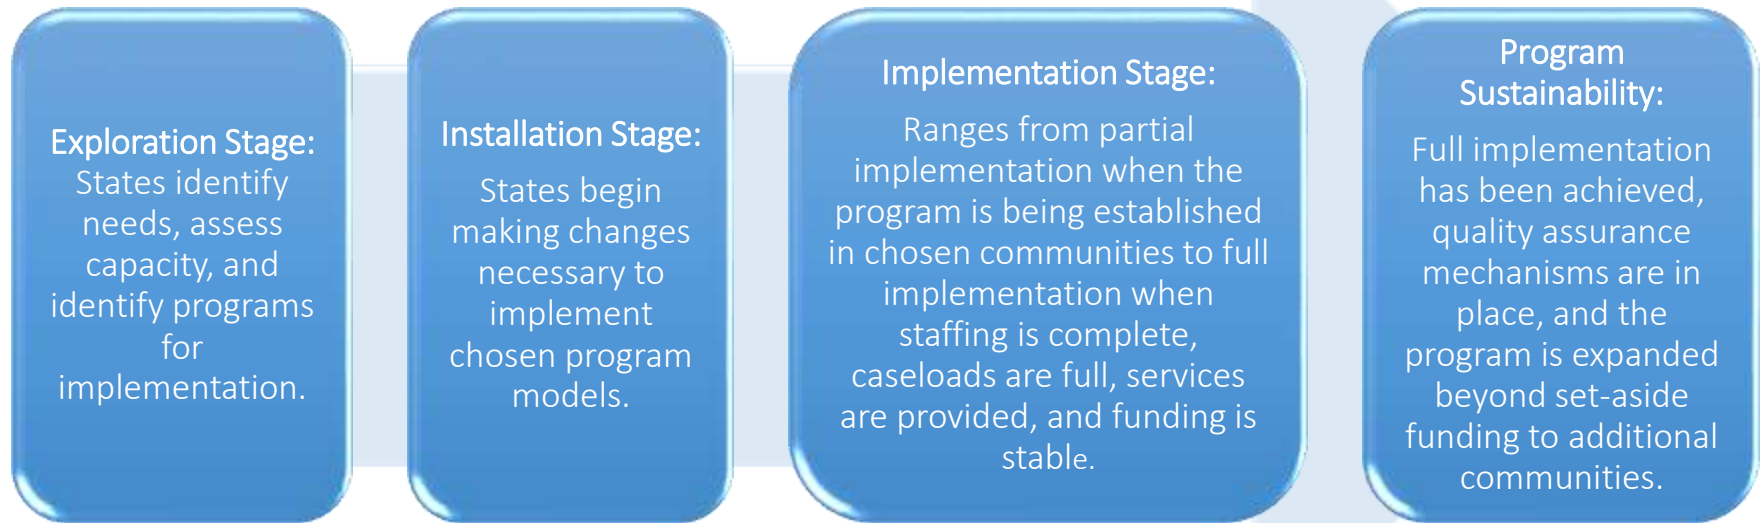 Exploration Stage:
States identify
needs, assess
capacity, and
identify programs
for
implementation.
Installation Stage:
States begin
making changes
necessary to
implement
chosen program
models.
Implementation Stage:
Ranges from partial
implementation when the
program is being established
in chosen communities to full
implementation when
staffing is complete,
caseloads are full, services
are provided, and funding is
stable.
Program
Sustainability:
Full implementation
has been achieved,
quality assurance
mechanisms are in
place, and the
program is expanded
beyond set-aside
funding to additional
communities.